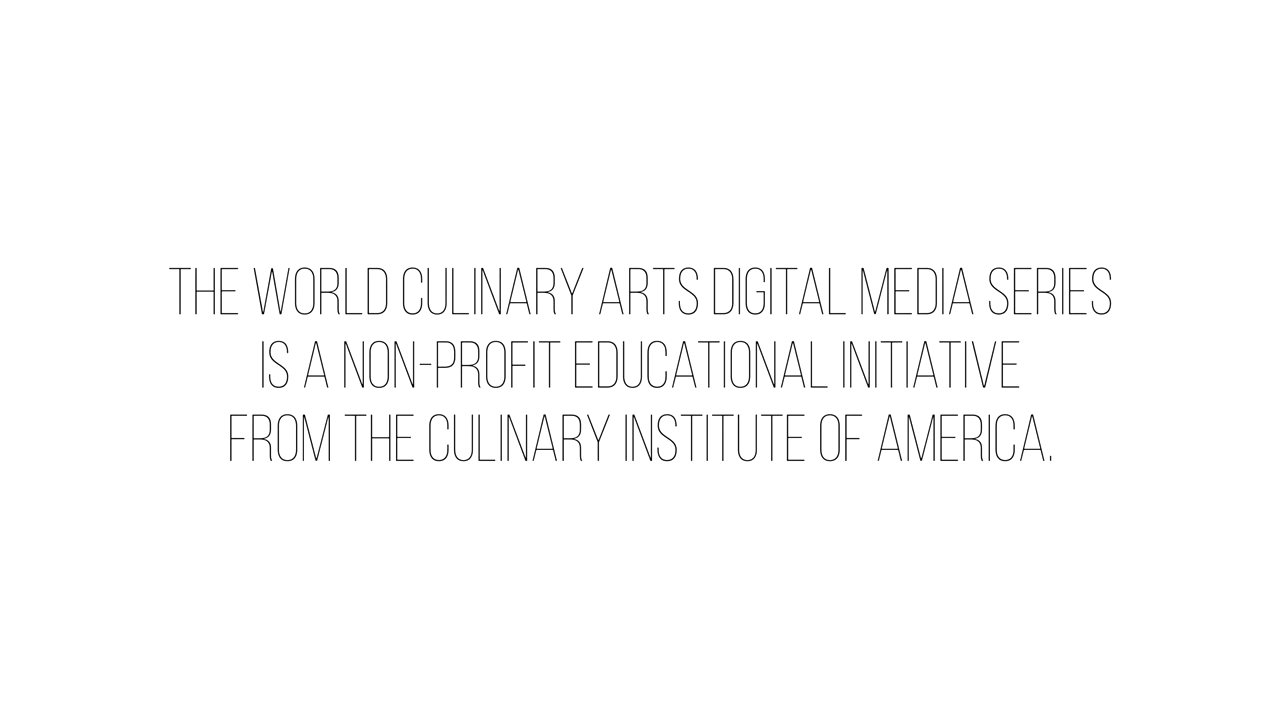 THE WORLD CULINARY ARTS DIGITAL MEDIA SERIES
IS A NON-PROFIT EDUCATIONAL INITIATIVE
FROM THE CULINARY INSTITUTE OF AMERICA.